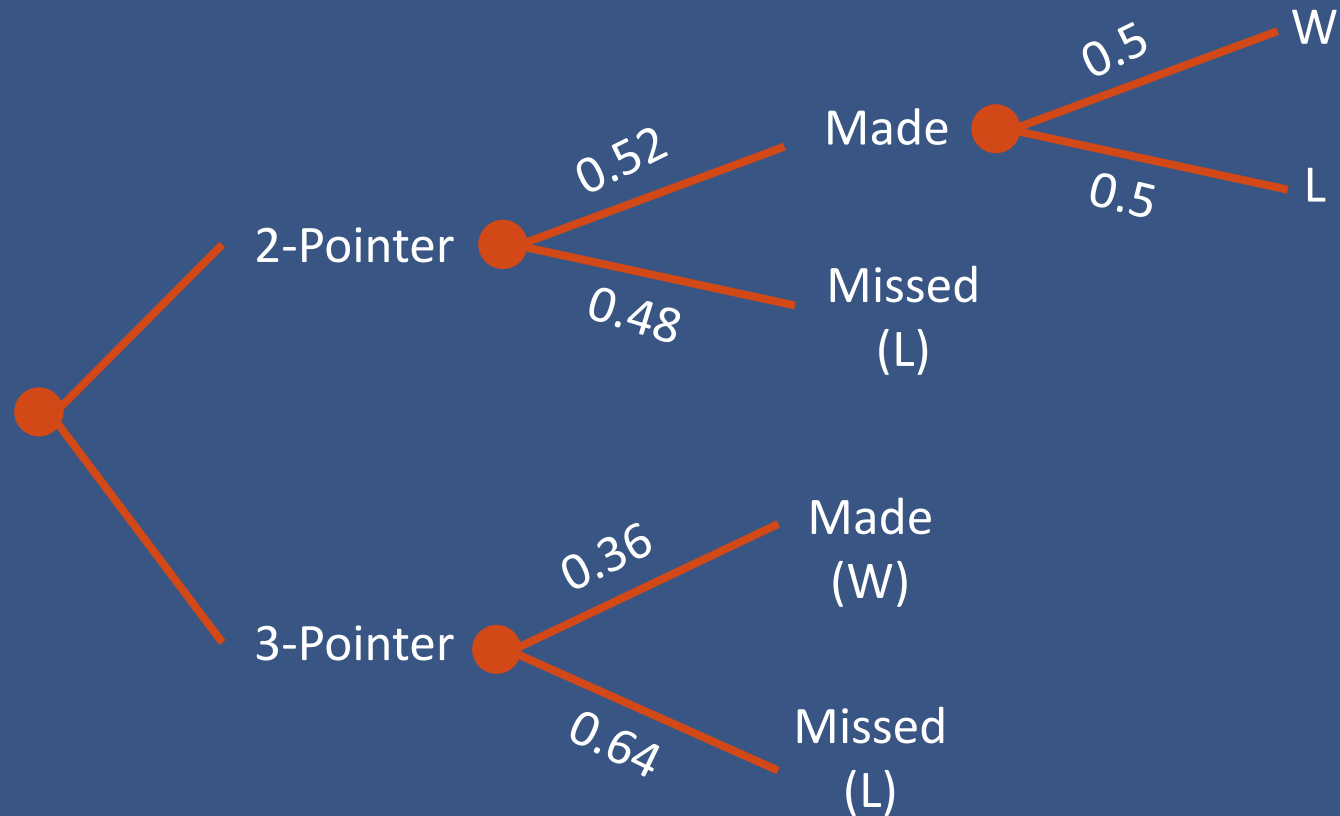 W
0.5
Made
0.52
0.5
L
2-Pointer
Missed
(L)
0.48
Made
(W)
0.36
3-Pointer
Missed
(L)
0.64